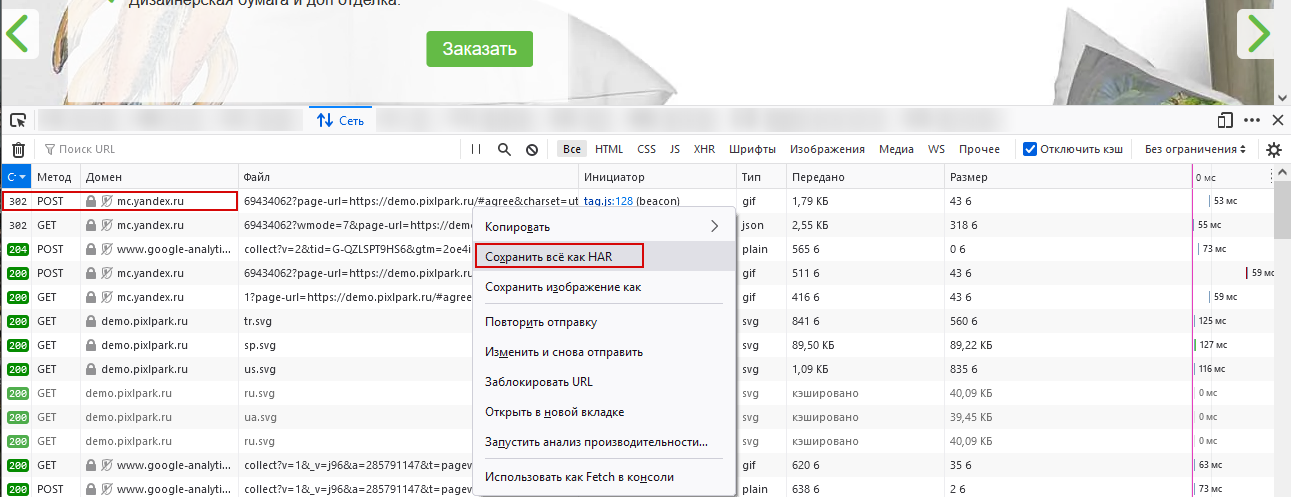 Дизайнерская бумага и доп отделка.
Заказать
Сеть
Поиск URL Все HTML CSS JS XHR Шрифты Изображения Медиа WS Прочее Отключить кэш Без ограничения
С Метод Домен Файл Инициатор Тип Передано Размер 0 мс
302 POST mc.yandex.ru 69434062?page-url=https://demo.pixlpark.ru/#agree&charset=ut tag.js:128 (beacon) gif 1,79 КБ 43 б 53 мс
302 GET mc.yandex.ru 69434062?wmode=7&page-url=https://dem json 2,55 КБ 318 б 55 мс
204 POST www.google-analyti... collect?v=2&tid=G-QZLSPT9HS6&gtm=2oe4i plain 565 б 0 б 73 мс
200 POST mc.yandex.ru 69434062?page-url=https://demo.pixlpark gif 511 б 43 б 59 мс
200 GET mc.yandex.ru 1?page-url=https://demo.pixlpark.ru/#agre gif 416 б 43 б 59 мс
200 GET demo.pixlpark.ru tr.svg svg 841 б 560 б 125 мс
200 GET demo.pixlpark.ru sp.svg svg 89,50 КБ 89,22 КБ 127 мс
200 GET demo.pixlpark.ru us.svg svg 1,09 КБ 835 б 116 мс
200 GET demo.pixlpark.ru ru.svg svg кэшировано 40,09 КБ 0 мс
200 GET demo.pixlpark.ru ua.svg svg кэшировано 39,45 КБ 0 мс
200 GET demo.pixlpark.ru ru.svg svg кэшировано 40,09 КБ 0 мс
200 GET www.google-analyti... collect?v=1&_v=j96&a=285791147&t=pagev gif 620 б 35 б 63 мс
200 POST www.google-analyti... collect?v=1&_v=j96&a=285791147&t=pagev plain 638 б 2 б 73 мс
Копировать
Сохранить всё как HAR
Сохранить изображение как
Повторить отправку
Изменить и снова отправить
Заблокировать URL
Открыть в новой вкладке
Запустить анализ производительности...
Использовать как Fetch в консоли